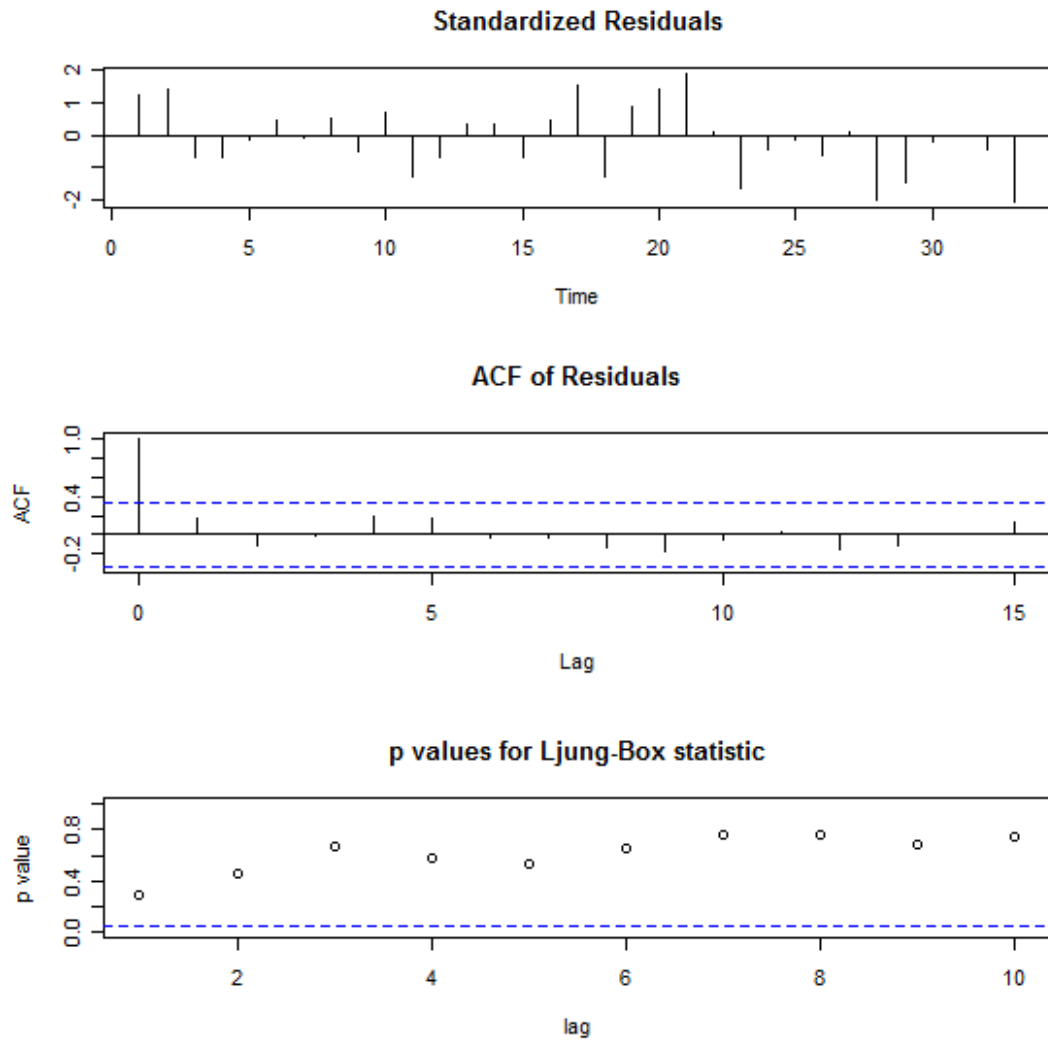 Standardized Residuals
2
1
0
-2
0 5 10 15 20 25 30
Time
ACF of Residuals
1.0
0.4
-0.2
ACF
0 5 10 15
Lag
p values for Ljung-Box statistic
0.8
0.4
0.0
p value
2 4 6 8 10
lag